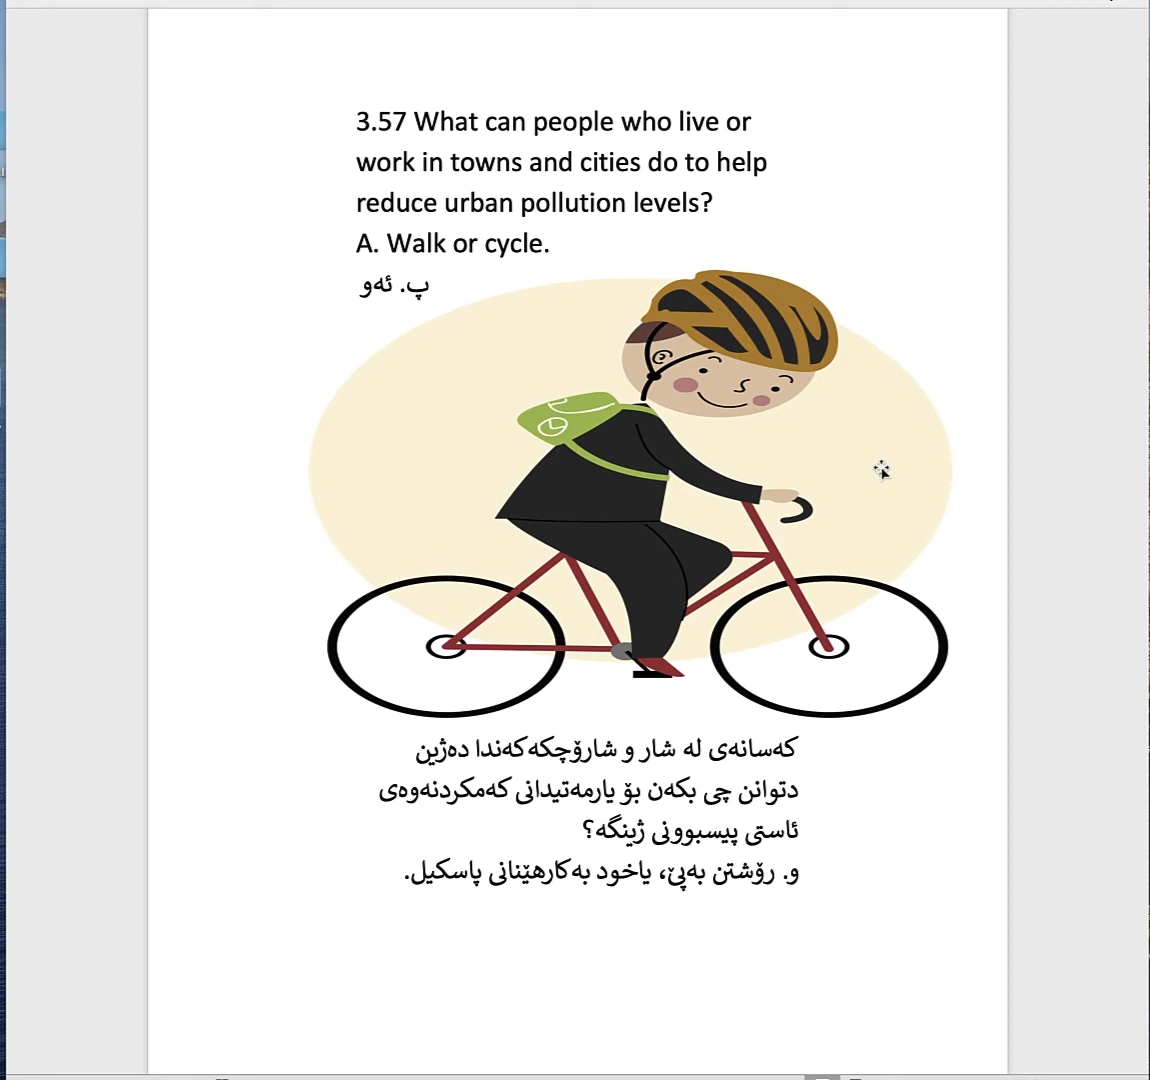 3.57 What can people who live or
work in towns and cities do to help
reduce urban pollution levels?
A. Walk or cycle.
پ. ئەو
کەسانەی لە شار و شارۆچکەکەندا دەژین
دتوانن چی بکەن بۆ یارمەتیدانی کەمکردنەوەی
ئاستی پیسبوونی ژینگە؟
و. رۆشتن بەپێ، یاخود بەکارهێنانی پاسکیل.